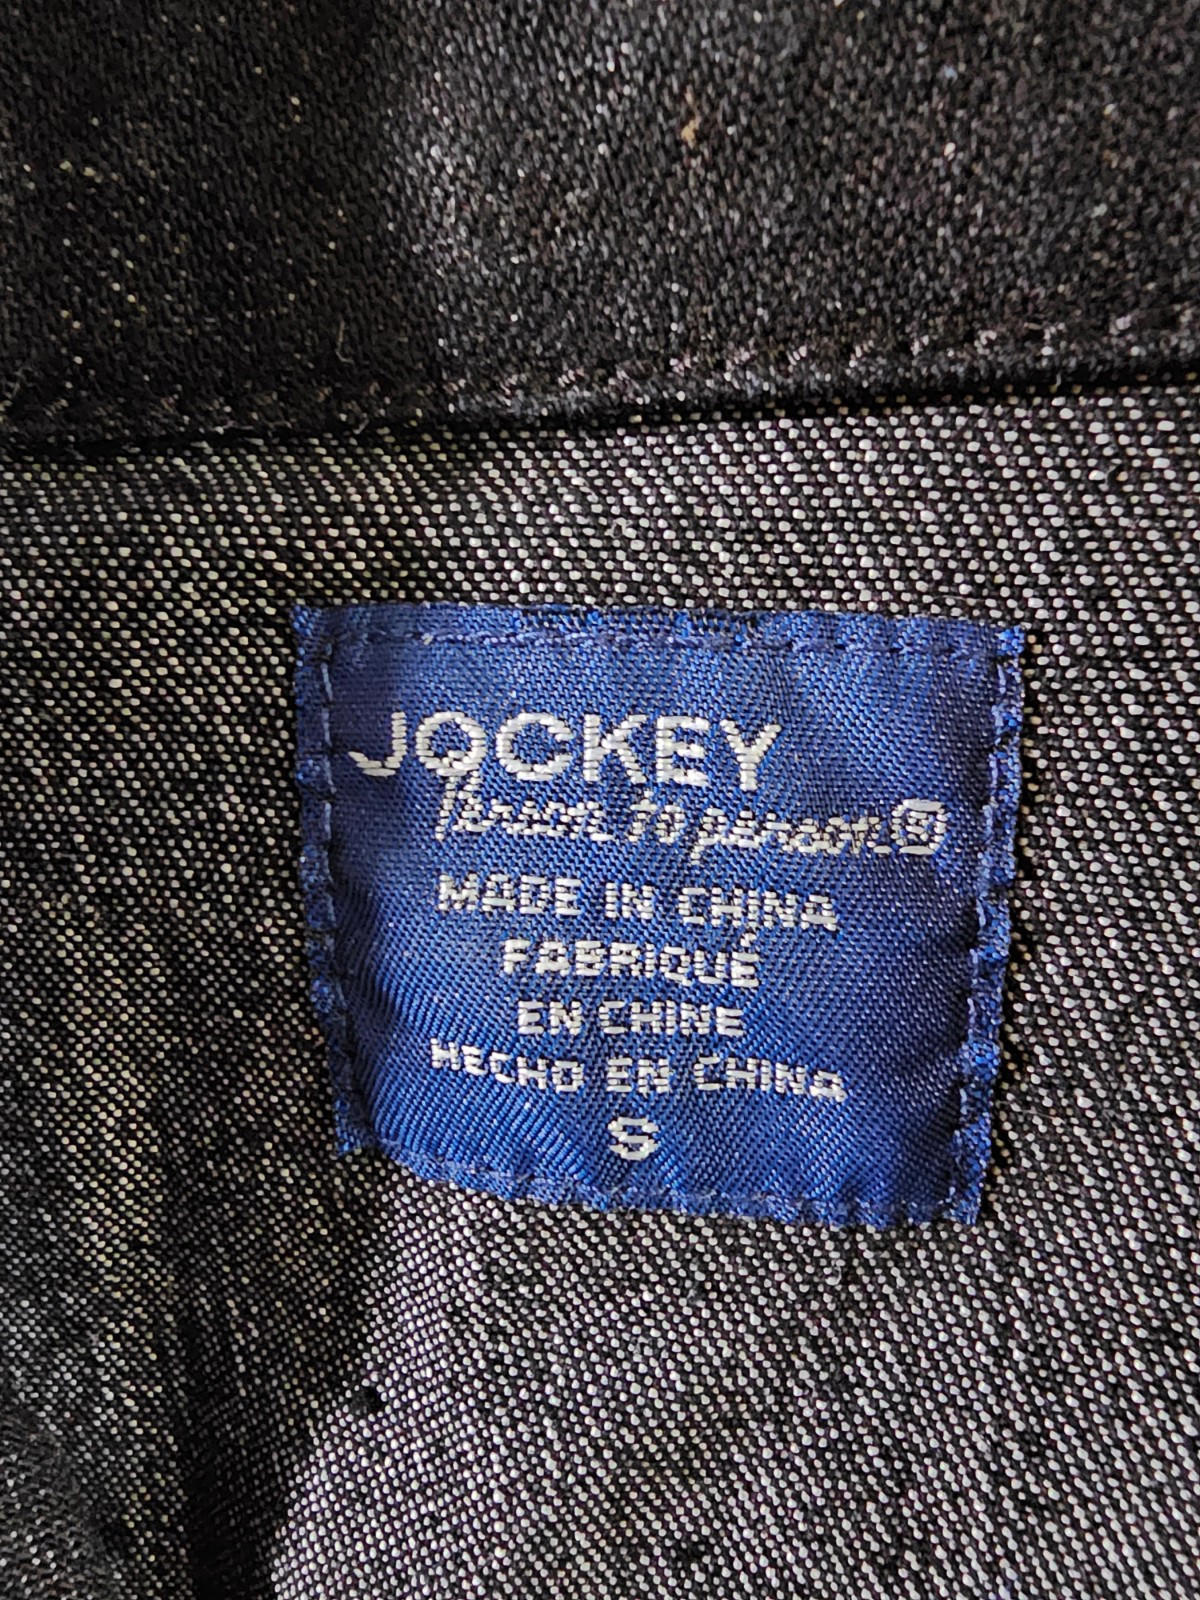 JOCKEY
Person to person®
MADE IN CHINA
FABRIQUÉ
EN CHINE
HECHO EN CHINA
S